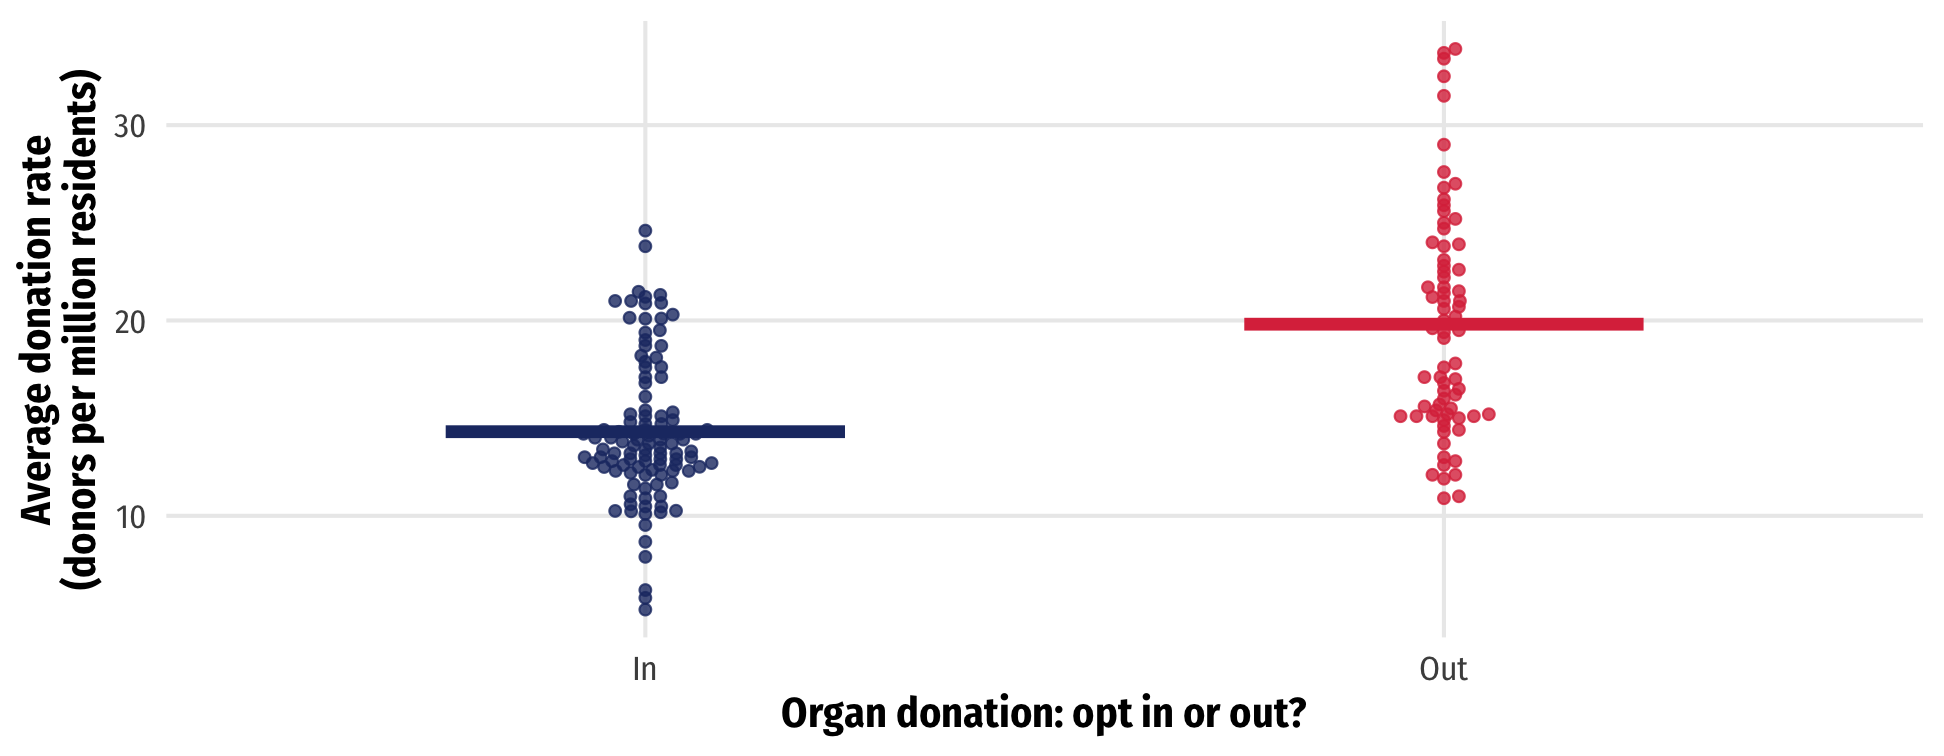 Average donation rate
(donors per million residents)
30
20
10
In
Out
Organ donation: opt in or out?